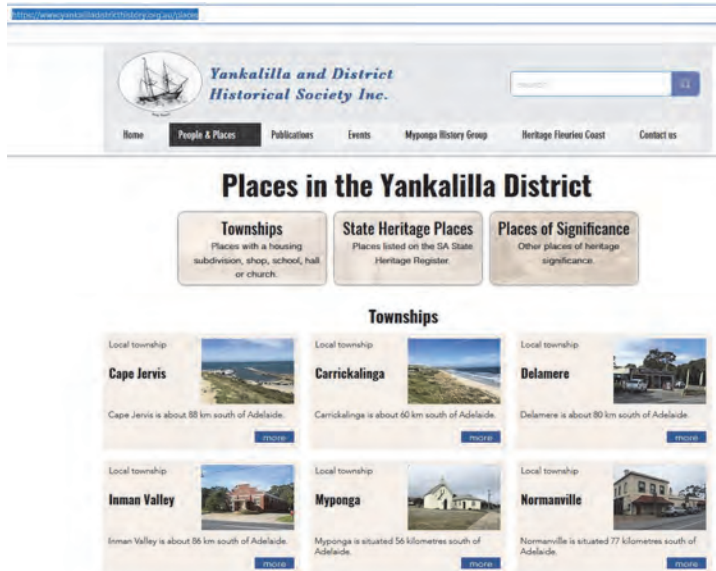 https://www.yankalilladistricthistory.org.au/places
Yankalilla and District
Historical Society Inc.
search...
Home
People & Places
Publications
Events
Myponga History Group
Heritage Fleurieu Coast
Contact us
Places in the Yankalilla District
Townships
Places with a housing
subdivision, shop, school, hall
or church.
State Heritage Places
Places listed on the SA State
Heritage Register.
Places of Significance
Other places of heritage
significance.
Townships
Local township
Cape Jervis
Cape Jervis is about 88 km south of Adelaide.
more
Local township
Carrickalinga
Carrickalinga is about 60 km south of Adelaide.
more
Local township
Delamere
Delamere is about 80 km south of Adelaide.
more
Local township
Inman Valley
Inman Valley is about 86 km south of Adelaide.
more
Local township
Myponga
Myponga is situated 56 kilometres south of
Adelaide.
more
Local township
Normanville
Normanville is situated 77 kilometres south of
Adelaide.
more